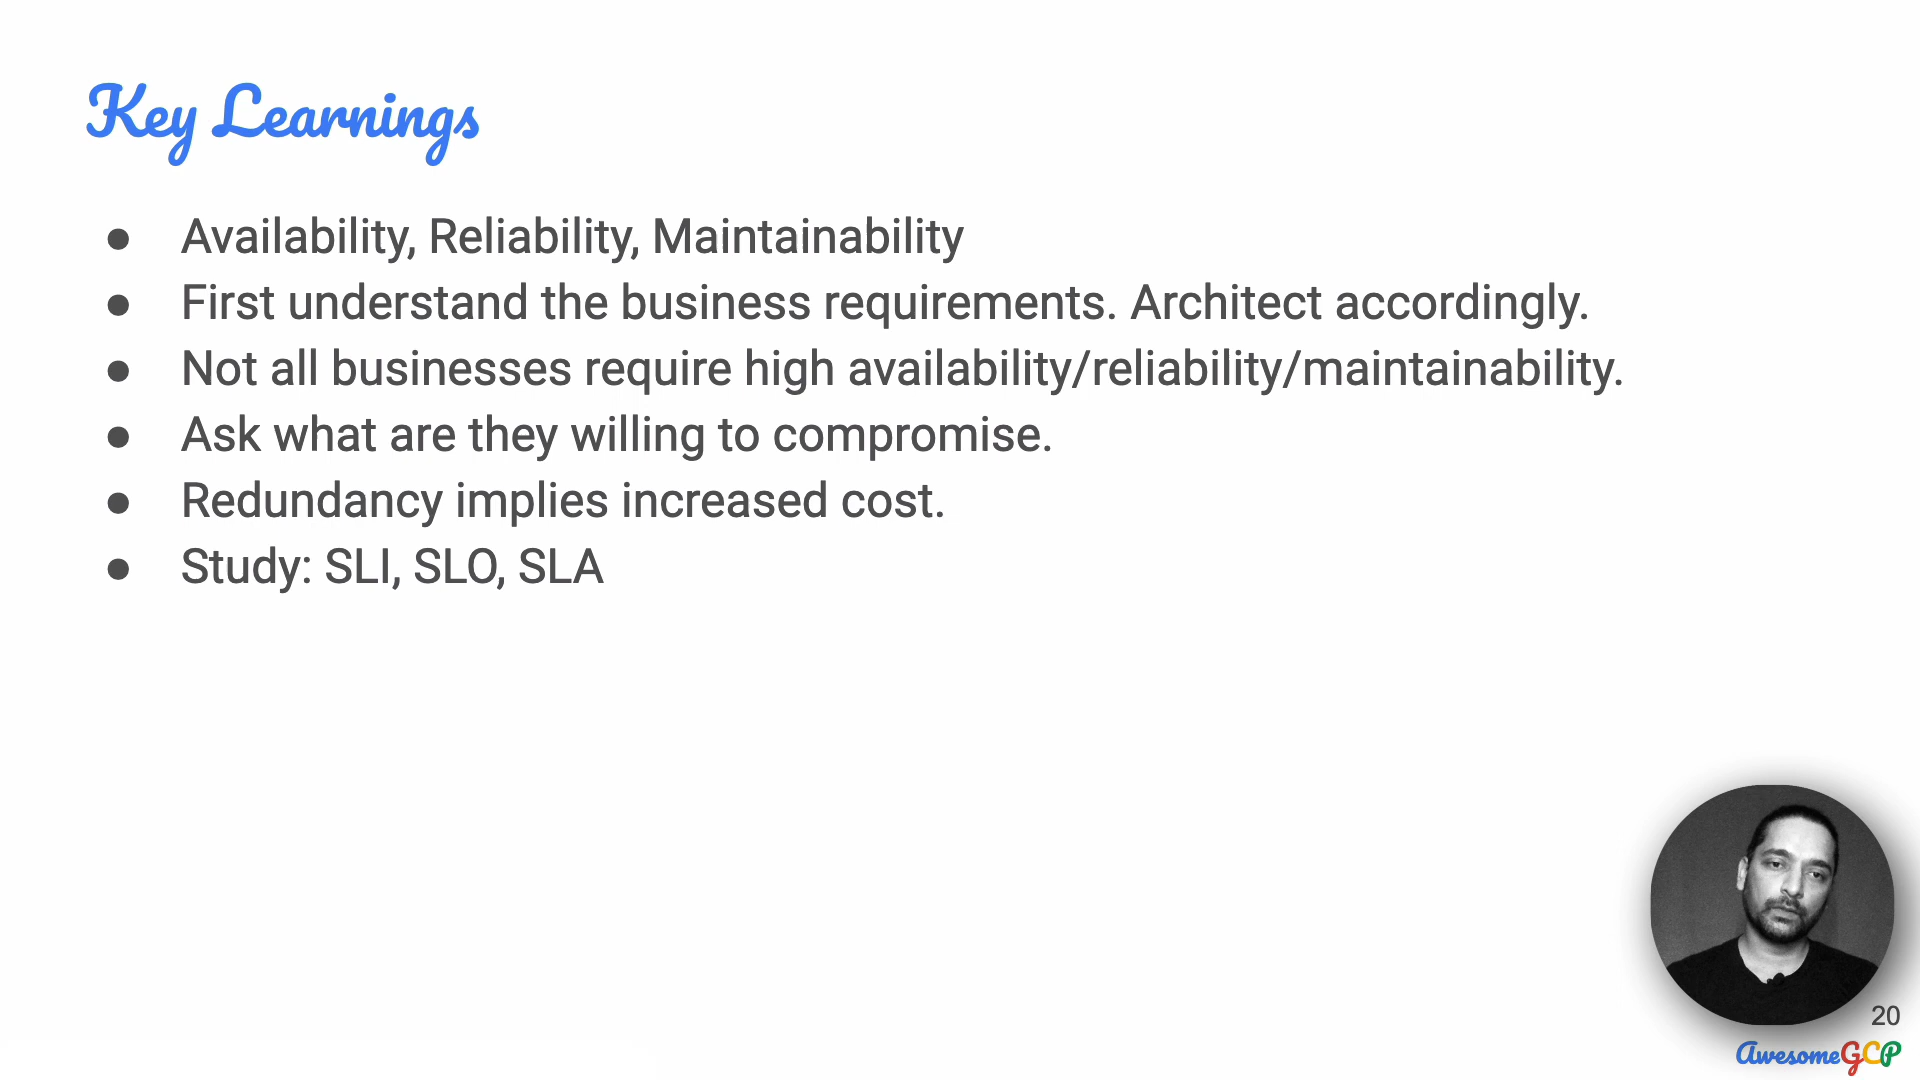 Key Learnings
● Availability, Reliability, Maintainability
● First understand the business requirements. Architect accordingly.
● Not all businesses require high availability/reliability/maintainability.
● Ask what are they willing to compromise.
● Redundancy implies increased cost.
● Study: SLI, SLO, SLA
20
AwesomeGCP